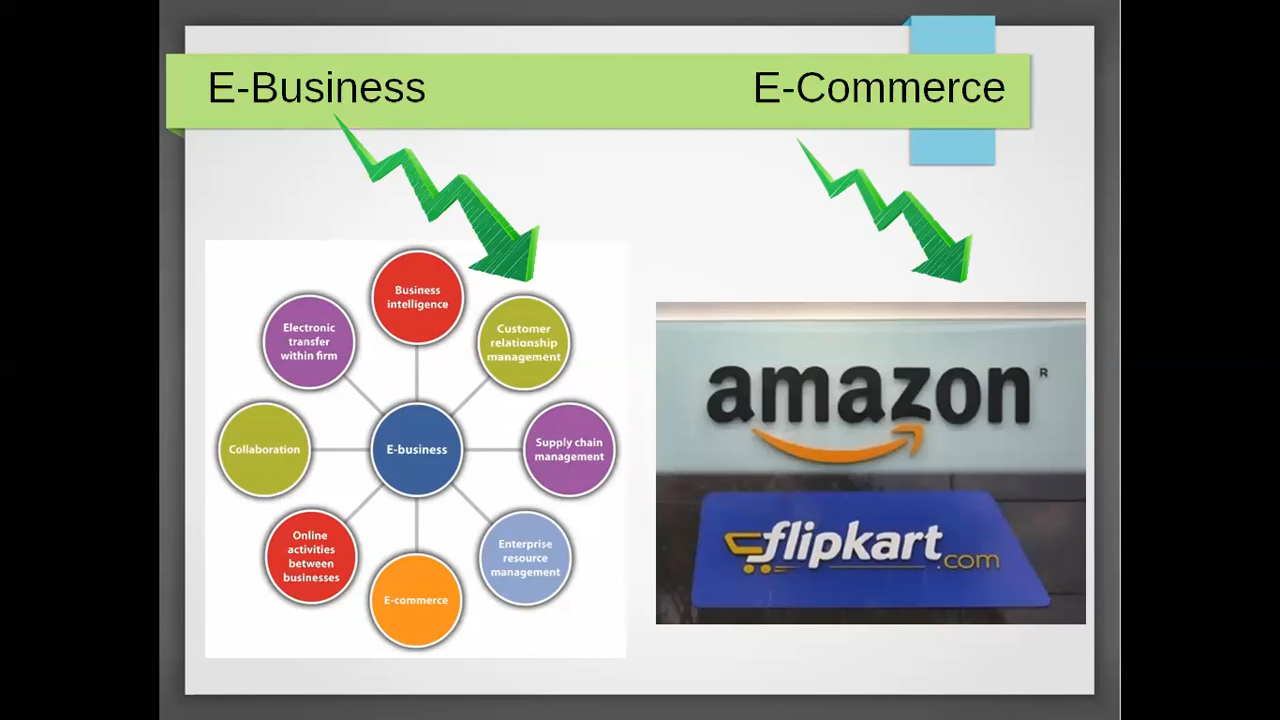 E-Business
E-Commerce
Business
intelligence
Customer
relationship
management
Supply chain
management
Enterprise
resource
management
E-commerce
Online
activities
between
businesses
Collaboration
Electronic
transfer
within firm
E-business
amazon
R
flipkart
.com